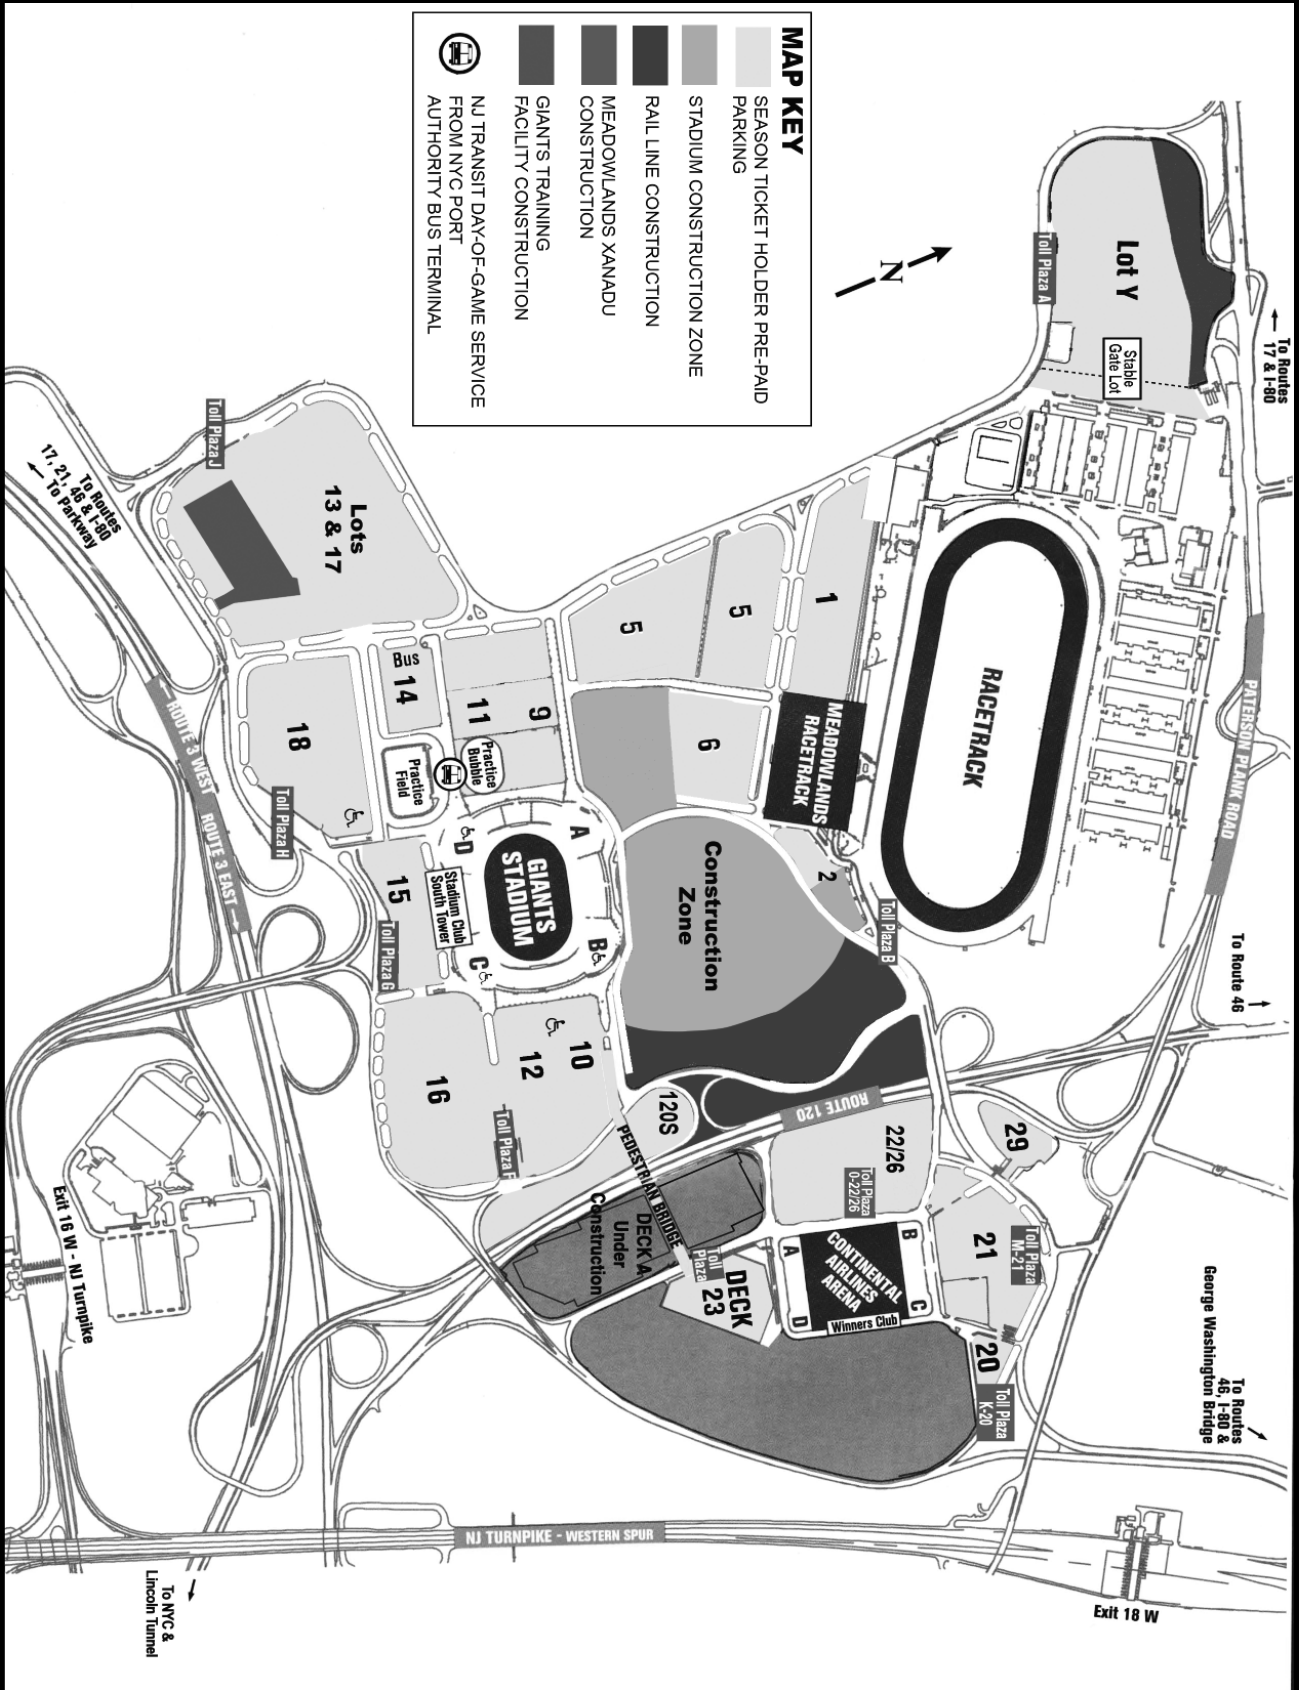 MAP KEY
SEASON TICKET HOLDER PRE-PAID
PARKING
STADIUM CONSTRUCTION ZONE
RAIL LINE CONSTRUCTION
MEADOWLANDS XANADU
CONSTRUCTION
GIANTS TRAINING
FACILITY CONSTRUCTION
NJ TRANSIT DAY-OF-GAME SERVICE
FROM NYC PORT
AUTHORITY BUS TERMINAL
N
To Routes
17 & I-80
Lot Y
Toll Plaza A
Stable
Gate Lot
PATERSON PLANK ROAD
To Route 46
RACETRACK
MEADOWLANDS
RACETRACK
1
5
5
6
2
Toll Plaza B
Construction
Zone
Toll Plaza J
Lots
13 & 17
To Routes
17, 21, 46 & I-80
To Parkway
ROUTE 3 WEST
ROUTE 3 EAST
Bus
14
11
9
18
Practice
Bubble
Practice
Field
Toll Plaza H
A
D
GIANTS
STADIUM
B
C
Stadium Club
South Tower
15
Toll Plaza G
16
12
10
Toll Plaza F
120S
PEDESTRIAN BRIDGE
ROUTE 120
22/26
Toll Plaza
0-22/26
29
21
Toll Plaza
M-21
20
Toll Plaza
K-20
DECK A
Under
Construction
Toll
Plaza
DECK
23
A
B
C
D
CONTINENTAL
AIRLINES
ARENA
Winners Club
To Routes
46, I-80 &
George Washington Bridge
Exit 16 W - NJ Turnpike
NJ TURNPIKE - WESTERN SPUR
Exit 18 W
To NYC &
Lincoln Tunnel